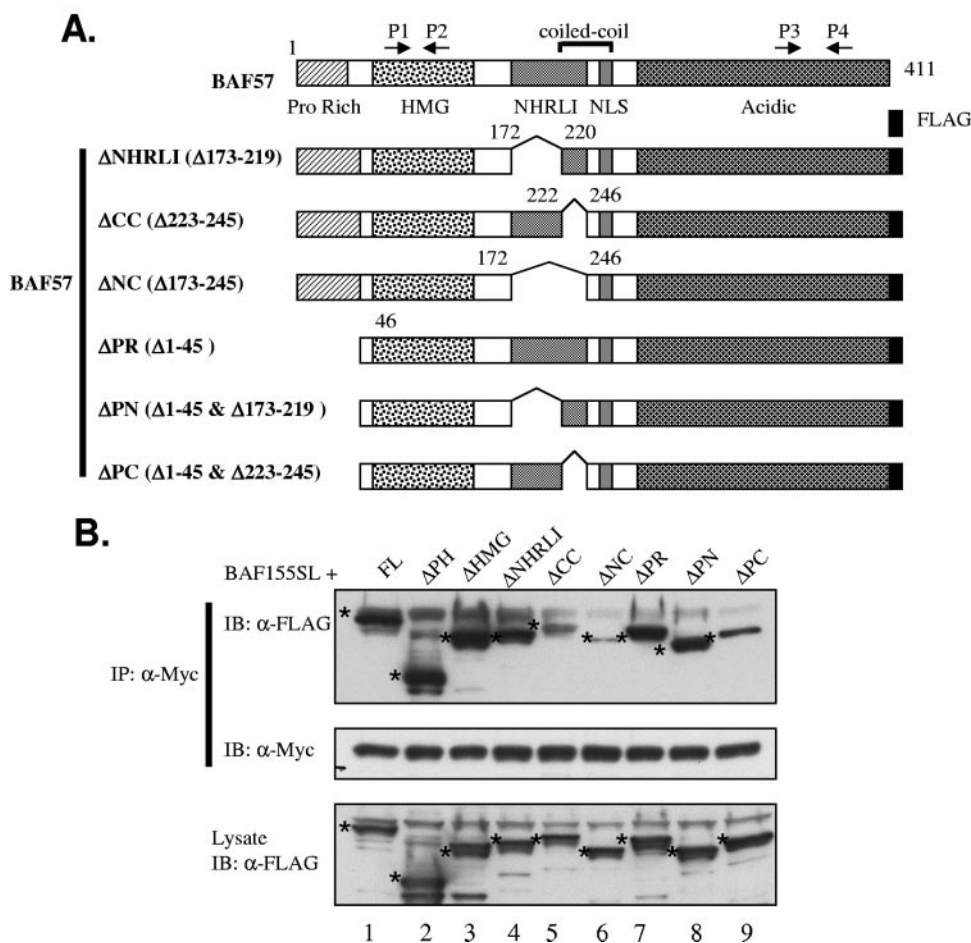 A.
P1 P2 coiled-coil P3 P4
1
BAF57 411
Pro Rich HMG NHRLI NLS Acidic
FLAG
172 220
ΔNHRLI (Δ173-219)
222 246
ΔCC (Δ223-245)
172 246
BAF57 ΔNC (Δ173-245)
46
ΔPR (Δ1-45 )
ΔPN (Δ1-45 & Δ173-219 )
ΔPC (Δ1-45 & Δ223-245)
B.
BAF155SL + FL ΔPH ΔHMG ΔNHRLI ΔCC ΔNC ΔPR ΔPN ΔPC
IB: α-FLAG
IP: α-Myc
IB: α-Myc
Lysate
IB: α-FLAG
1 2 3 4 5 6 7 8 9